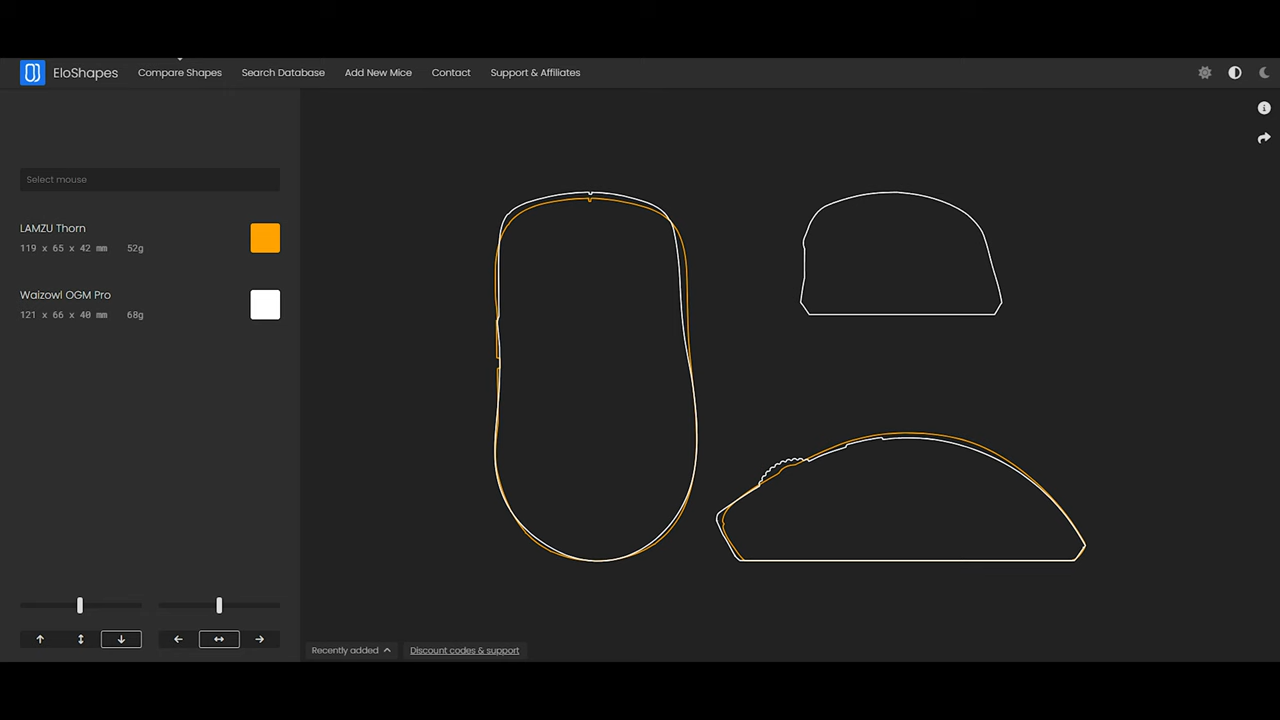 EloShapes
Compare Shapes
Search Database
Add New Mice
Contact
Support & Affiliates
Select mouse
LAMZU Thorn
119 x 65 x 42 mm 52g
Waizowl OGM Pro
121 x 66 x 40 mm 68g
Recently added
Discount codes & support